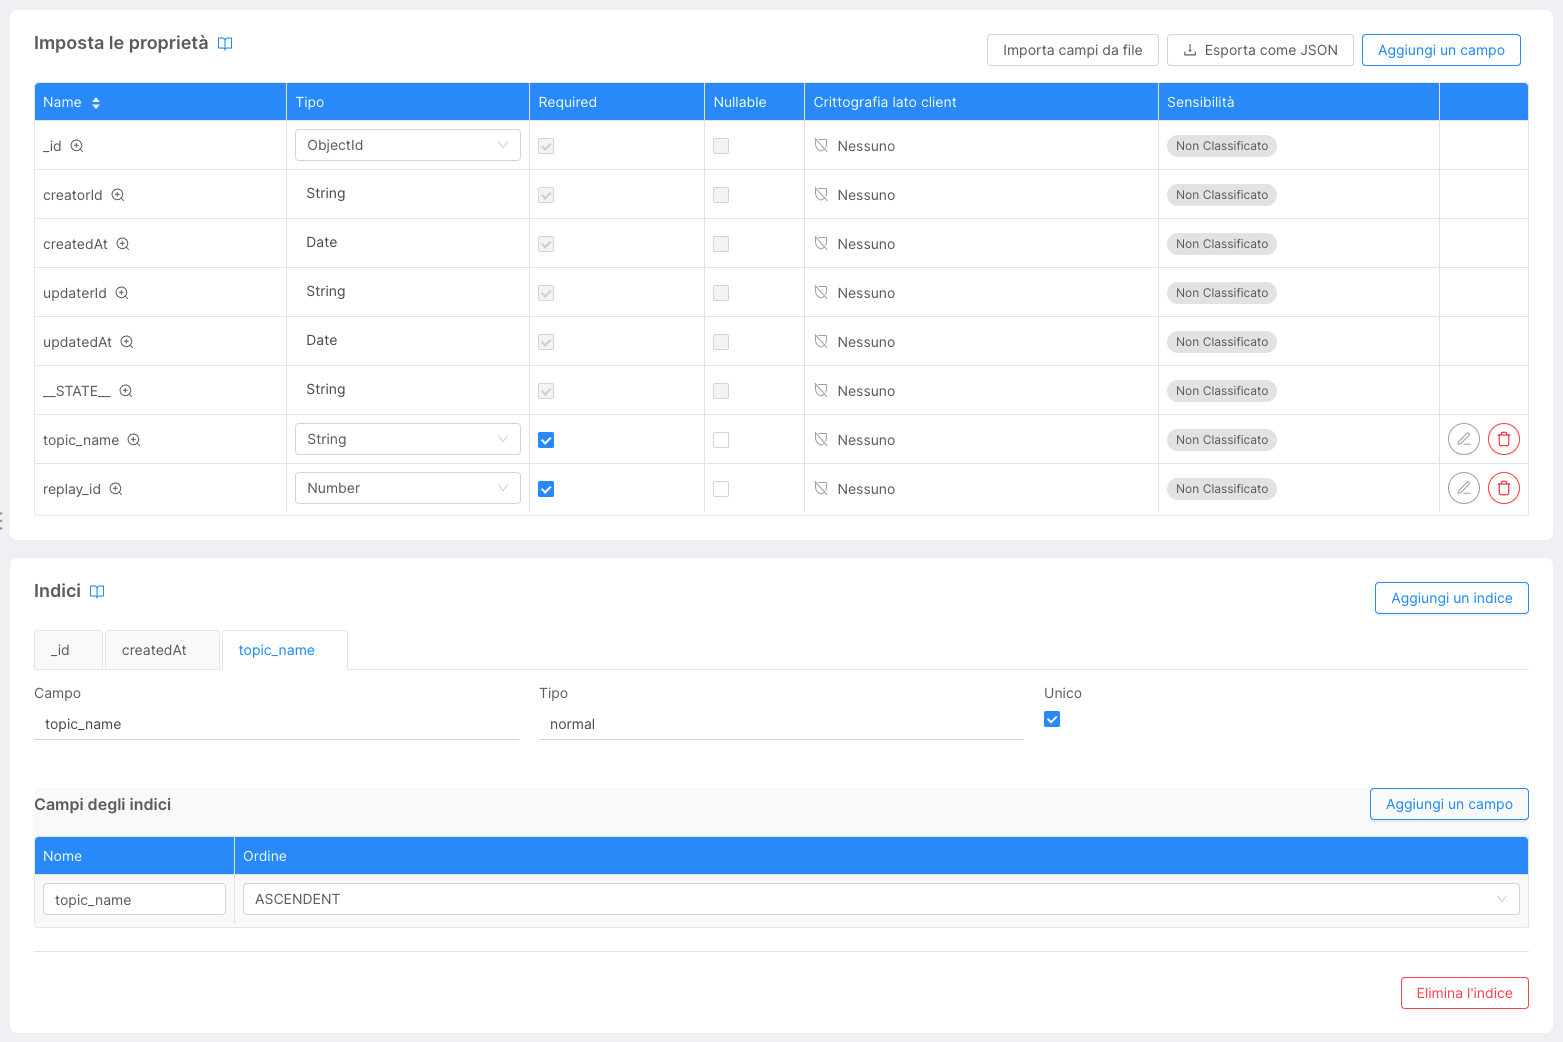 Imposta le proprietà
Importa campi da file
Esporta come JSON
Aggiungi un campo
Name Tipo Required Nullable Crittografia lato client Sensibilità
_id ObjectId Nessuno Non Classificato
creatorId String Nessuno Non Classificato
createdAt Date Nessuno Non Classificato
updaterId String Nessuno Non Classificato
updatedAt Date Nessuno Non Classificato
__STATE__ String Nessuno Non Classificato
topic_name String Nessuno Non Classificato
replay_id Number Nessuno Non Classificato
Indici
Aggiungi un indice
_id createdAt topic_name
Campo Tipo Unico
topic_name normal
Campi degli indici
Aggiungi un campo
Nome Ordine
topic_name ASCENDENT
Elimina l'indice